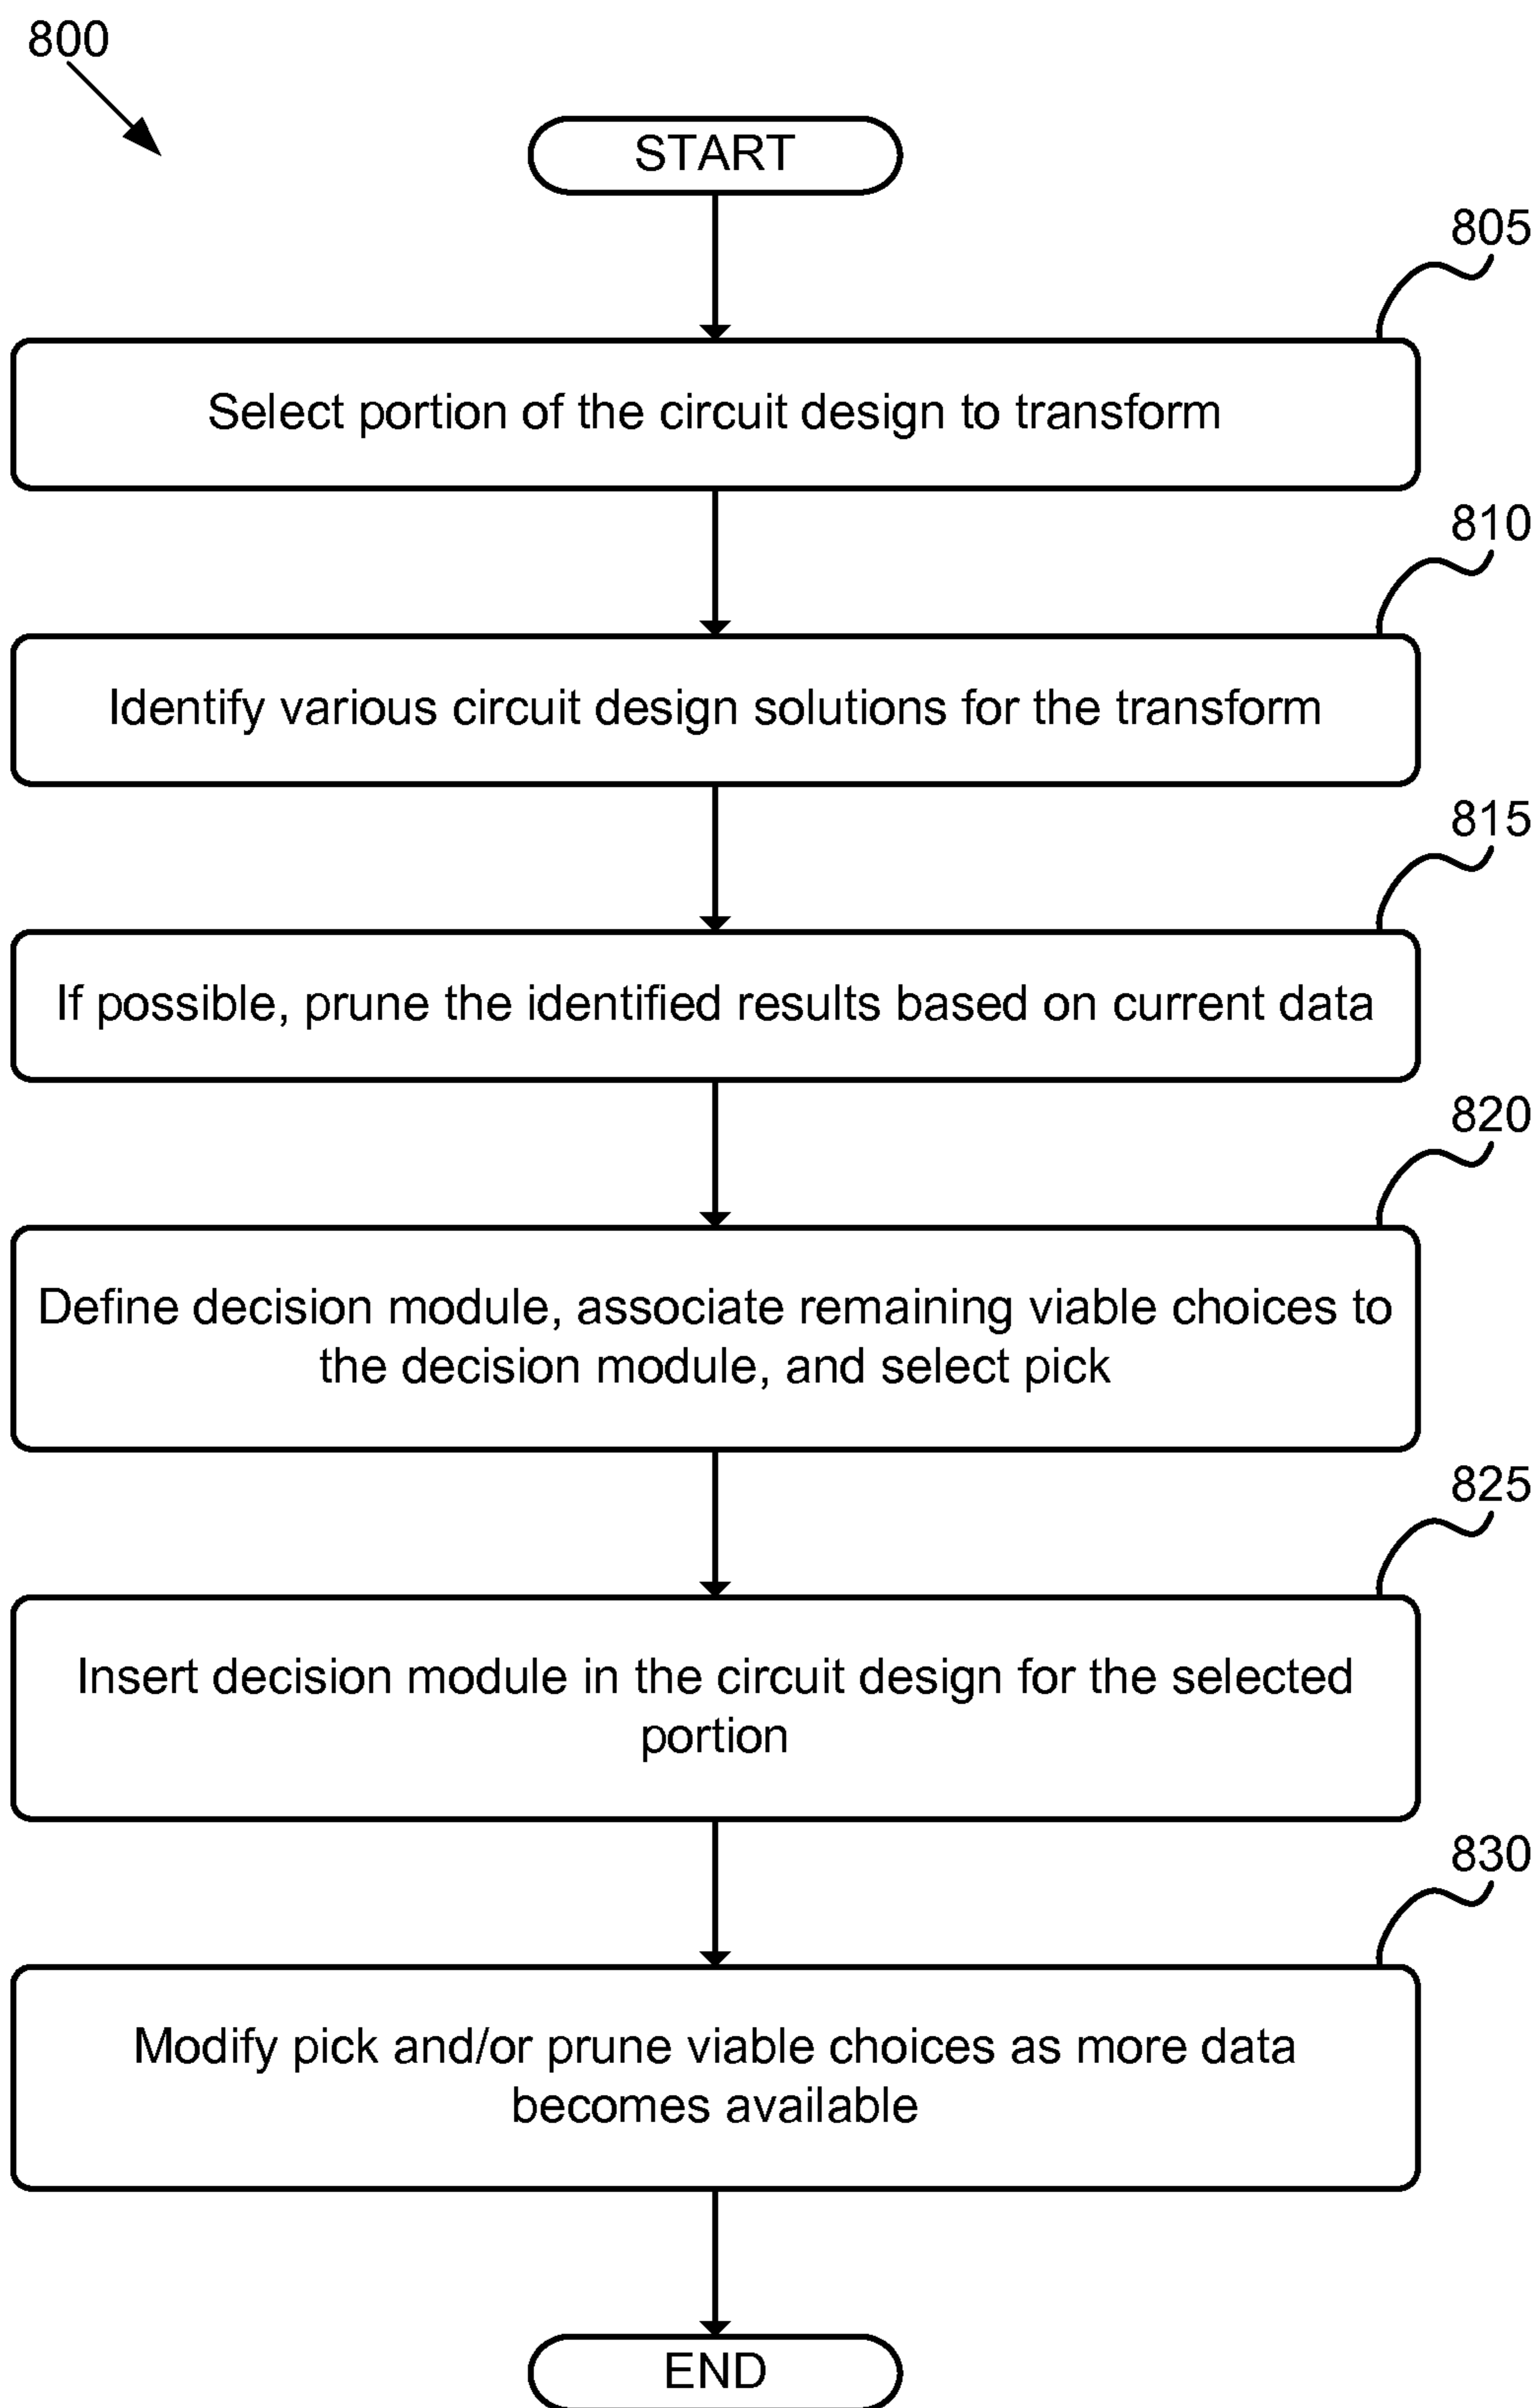 800
START
805
Select portion of the circuit design to transform
810
Identify various circuit design solutions for the transform
815
If possible, prune the identified results based on current data
820
Define decision module, associate remaining viable choices to
the decision module, and select pick
825
Insert decision module in the circuit design for the selected
portion
830
Modify pick and/or prune viable choices as more data
becomes available
END